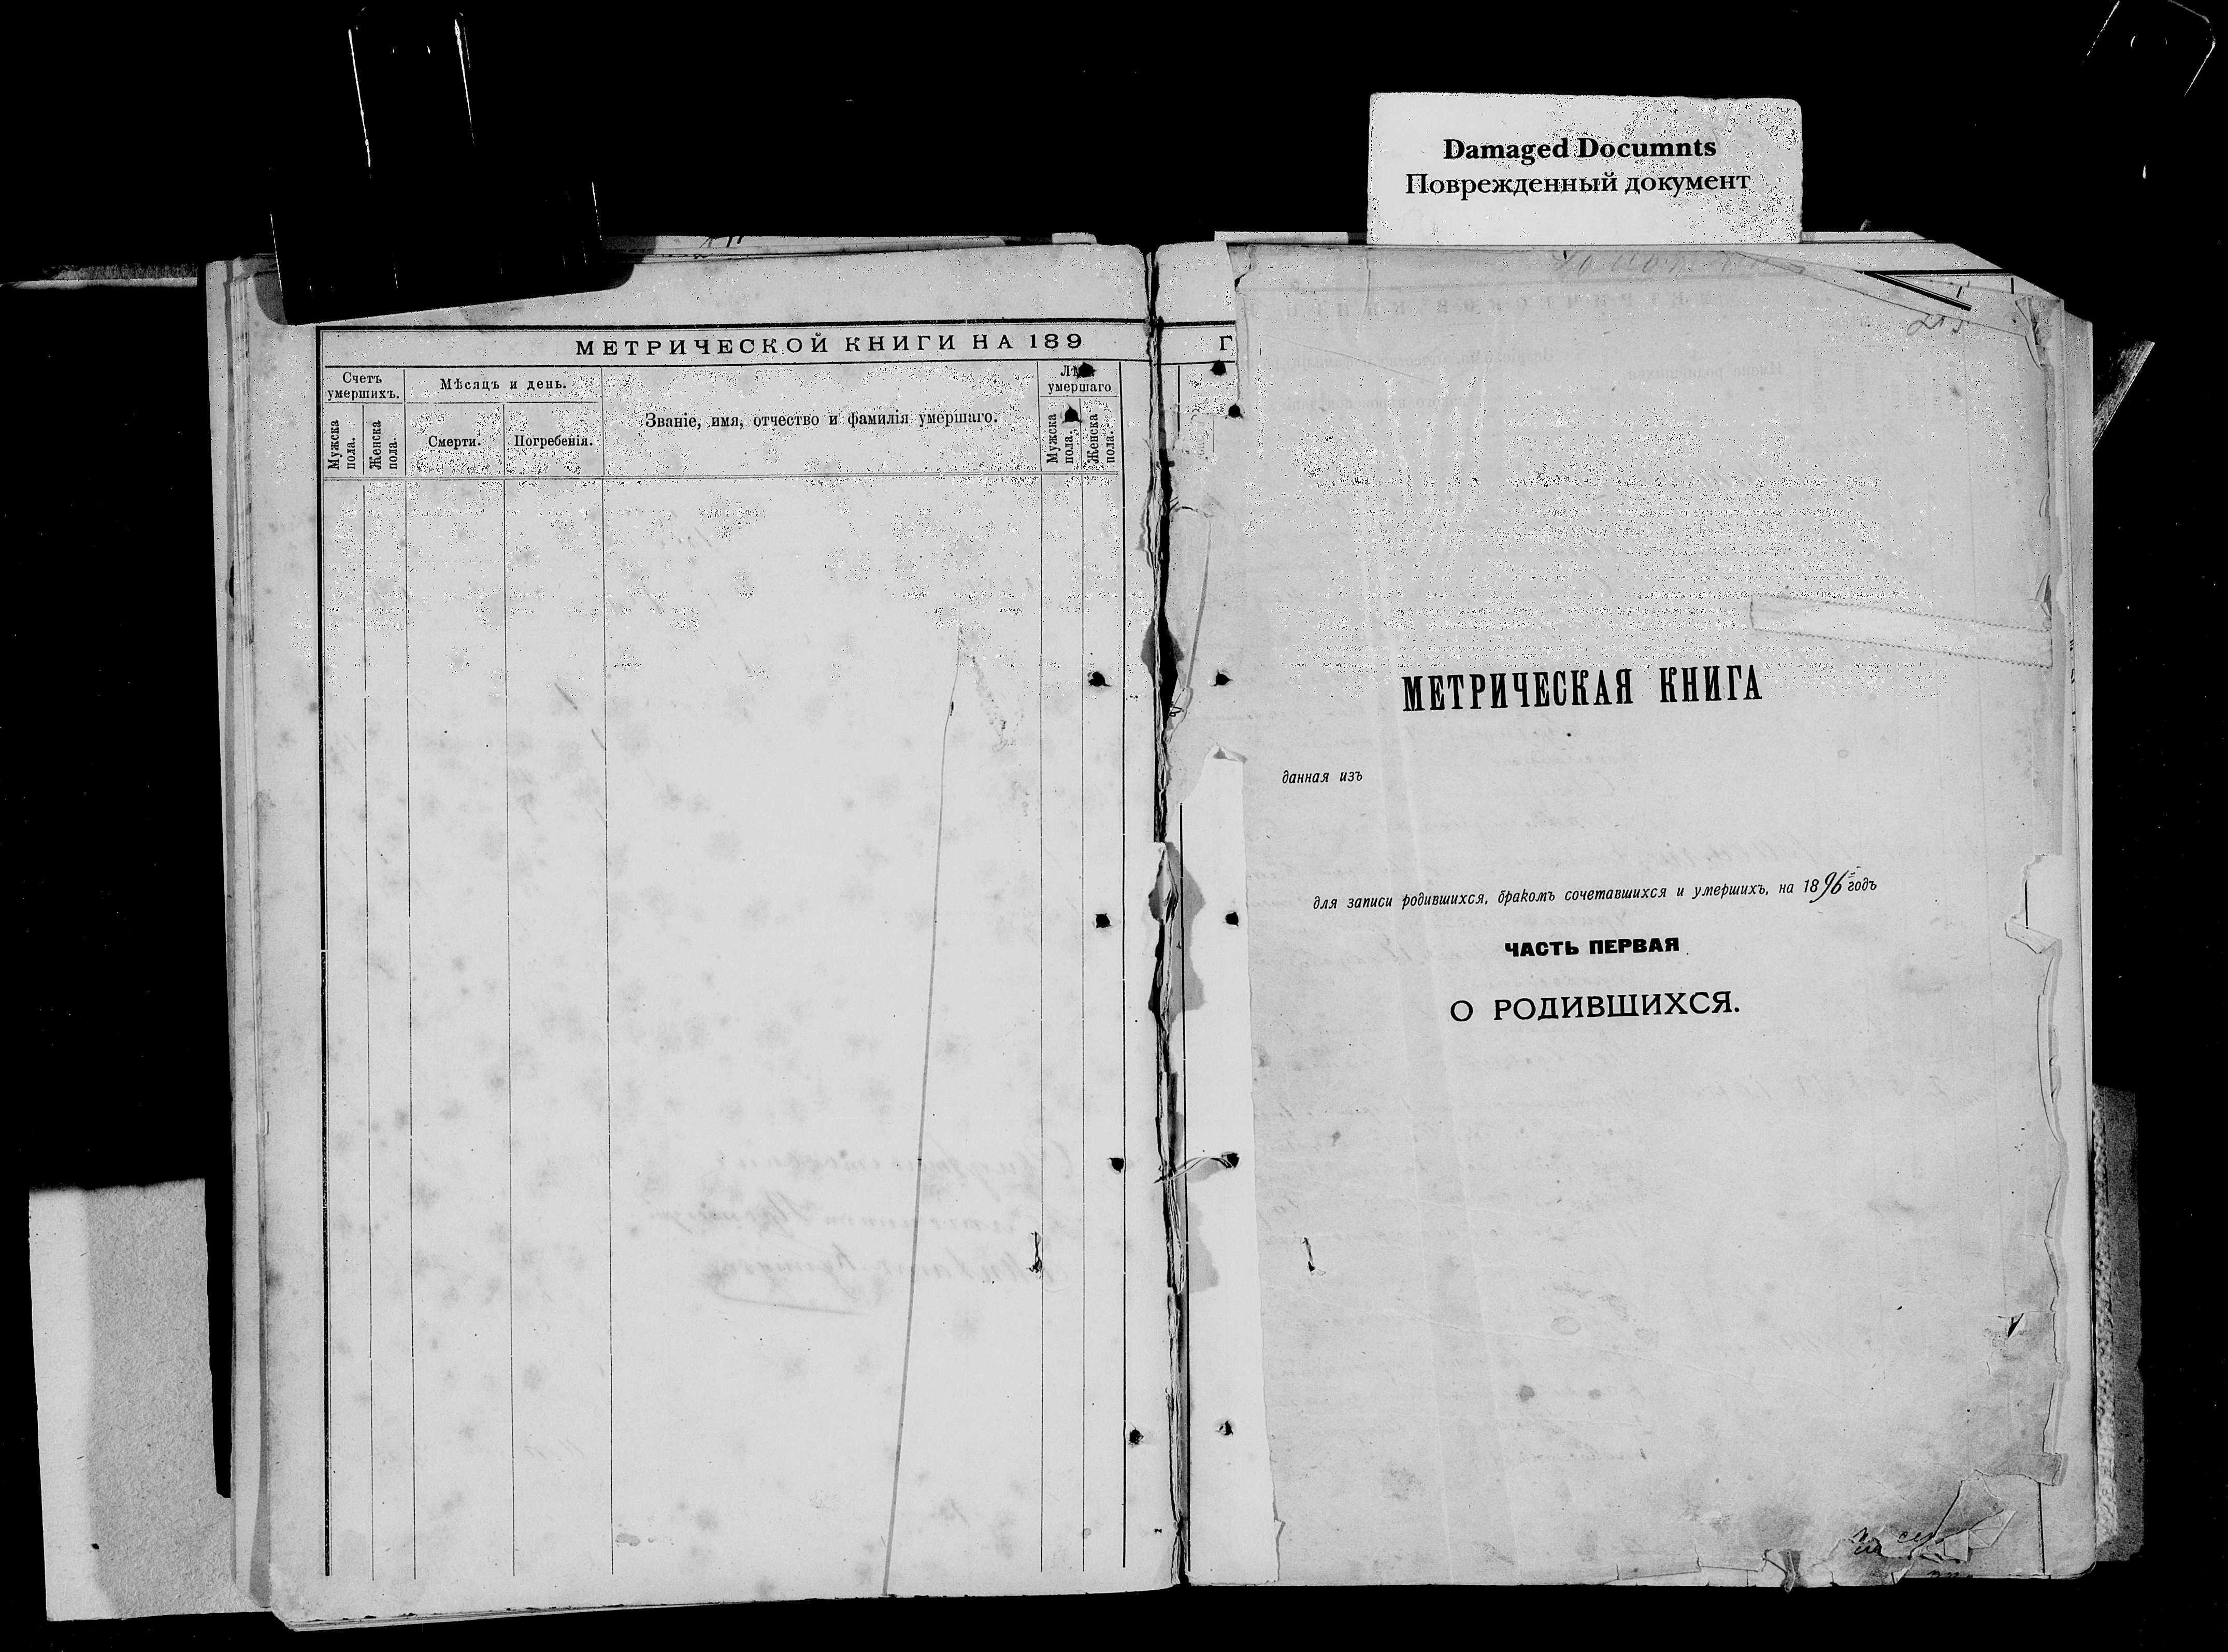 Damaged Documnts
Поврежденный документ
МЕТРИЧЕСКОЙ КНИГИ НА 189
Г
Счетъ умершихъ.
Мужска пола.
Женска пола.
Мѣсяцъ и день.
Смерти.
Погребенія.
Званіе, имя, отчество и фамилія умершаго.
умершаго
Мужска пола.
Женска пола.
МЕТРИЧЕСКАЯ КНИГА
данная изъ
для записи родившихся, бракомъ сочетавшихся и умершихъ, на 1896 годъ
ЧАСТЬ ПЕРВАЯ
О РОДИВШИХСЯ.